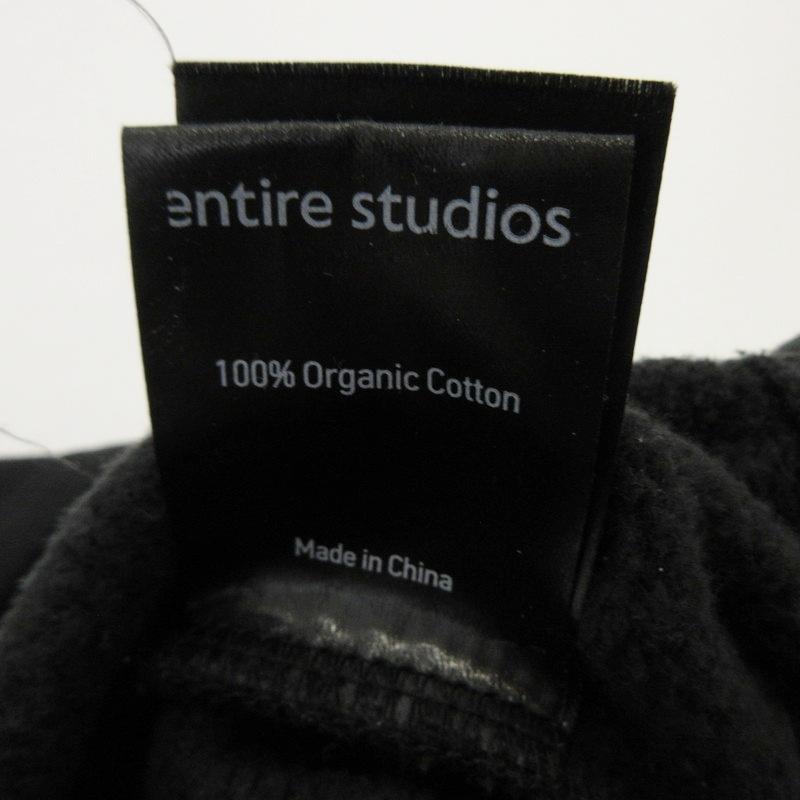 entire studios
100% Organic Cotton
Made in China